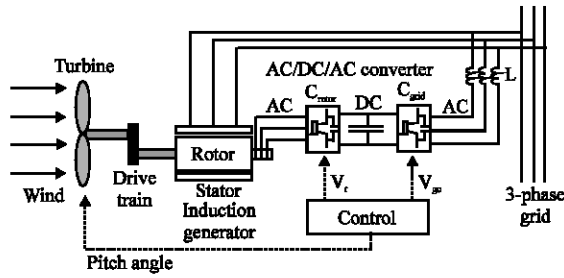 Turbine
AC/DC/AC converter
L
C_rotor
DC
C_grid
AC
AC
Rotor
Wind
Drive
train
Stator
Induction
generator
V_r
V_gc
Control
3-phase
grid
Pitch angle